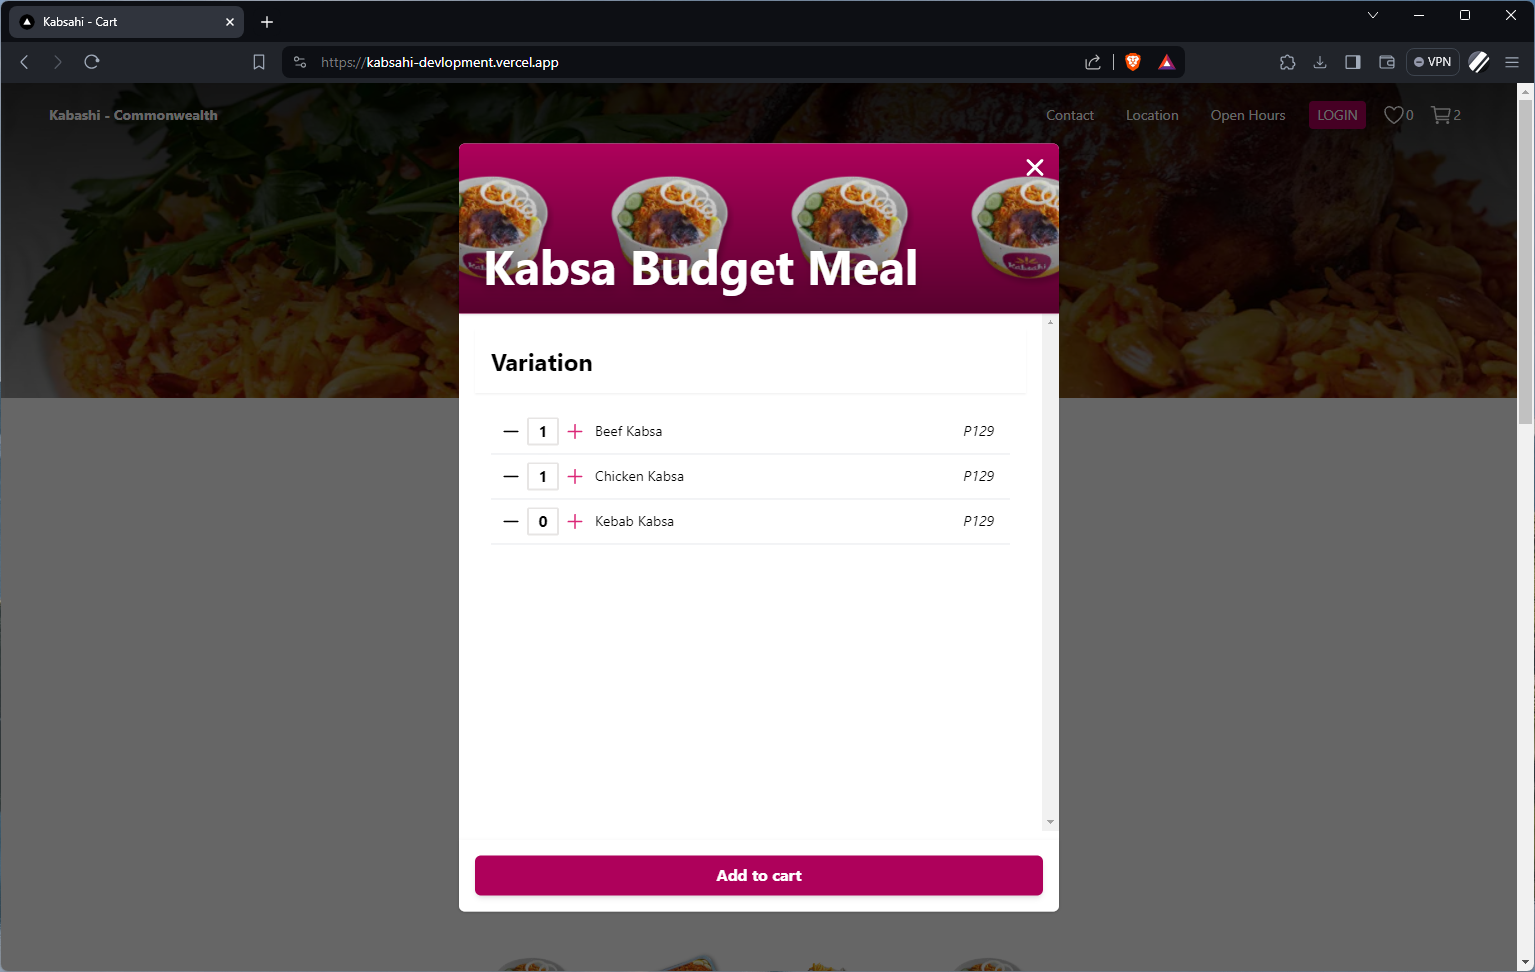 Kabsahi - Cart
https://kabsahi-devlopment.vercel.app
VPN
Kabashi - Commonwealth
Contact
Location
Open Hours
LOGIN
0
2
Kabsa Budget Meal
Variation
1
Beef Kabsa
P129
1
Chicken Kabsa
P129
0
Kebab Kabsa
P129
Add to cart